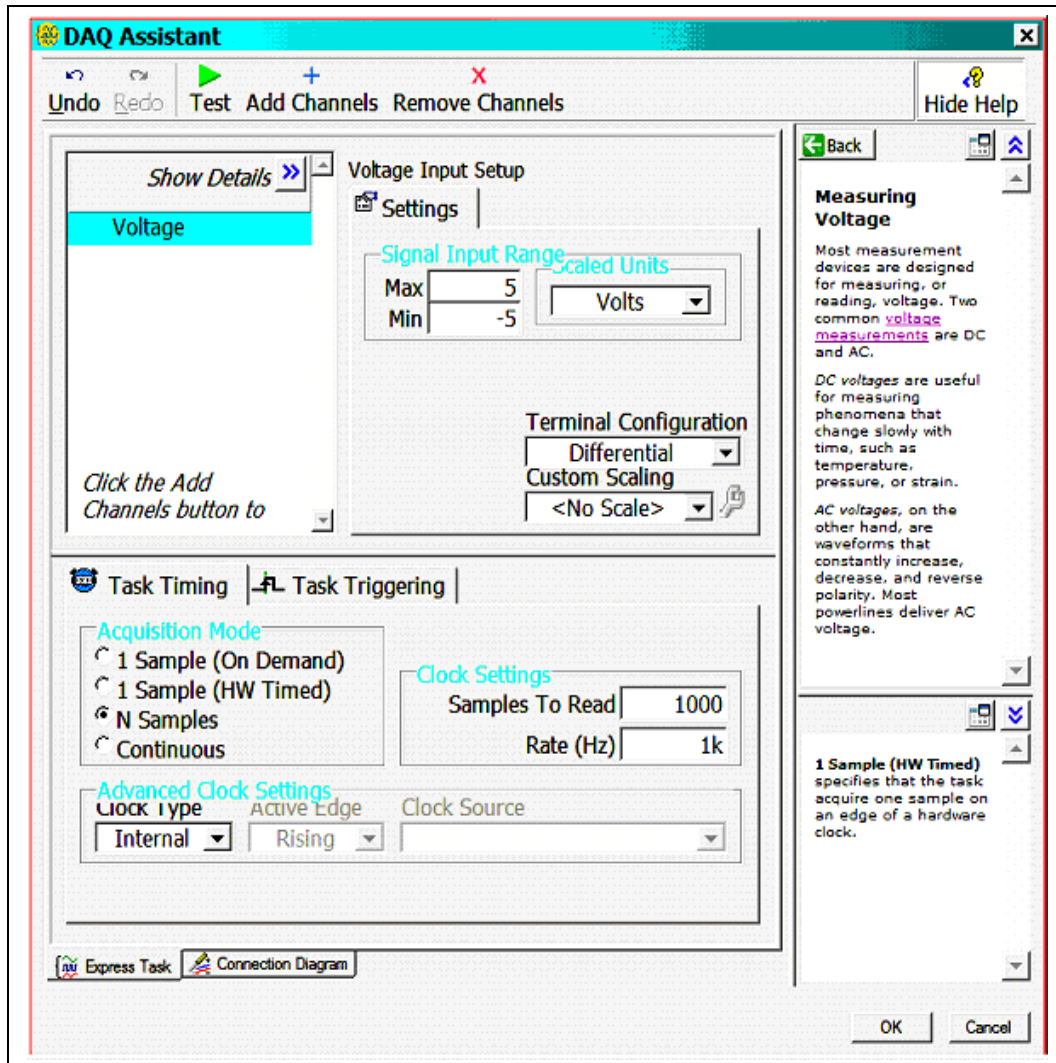 DAQ Assistant
Undo Redo Test Add Channels Remove Channels
Hide Help
Show Details
Voltage
Click the Add
Channels button to
Voltage Input Setup
Settings
Signal Input Range
Max 5
Min -5
Scaled Units
Volts
Terminal Configuration
Differential
Custom Scaling
<No Scale>
Task Timing Task Triggering
Acquisition Mode
1 Sample (On Demand)
1 Sample (HW Timed)
N Samples
Continuous
Clock Settings
Samples To Read 1000
Rate (Hz) 1k
Advanced Clock Settings
Clock Type Active Edge Clock Source
Internal Rising
Express Task Connection Diagram
Back
Measuring
Voltage
Most measurement
devices are designed
for measuring, or
reading, voltage. Two
common voltage
measurements are DC
and AC.
DC voltages are useful
for measuring
phenomena that
change slowly with
time, such as
temperature,
pressure, or strain.
AC voltages, on the
other hand, are
waveforms that
constantly increase,
decrease, and reverse
polarity. Most
powerlines deliver AC
voltage.
1 Sample (HW Timed)
specifies that the task
acquire one sample on
an edge of a hardware
clock.
OK Cancel